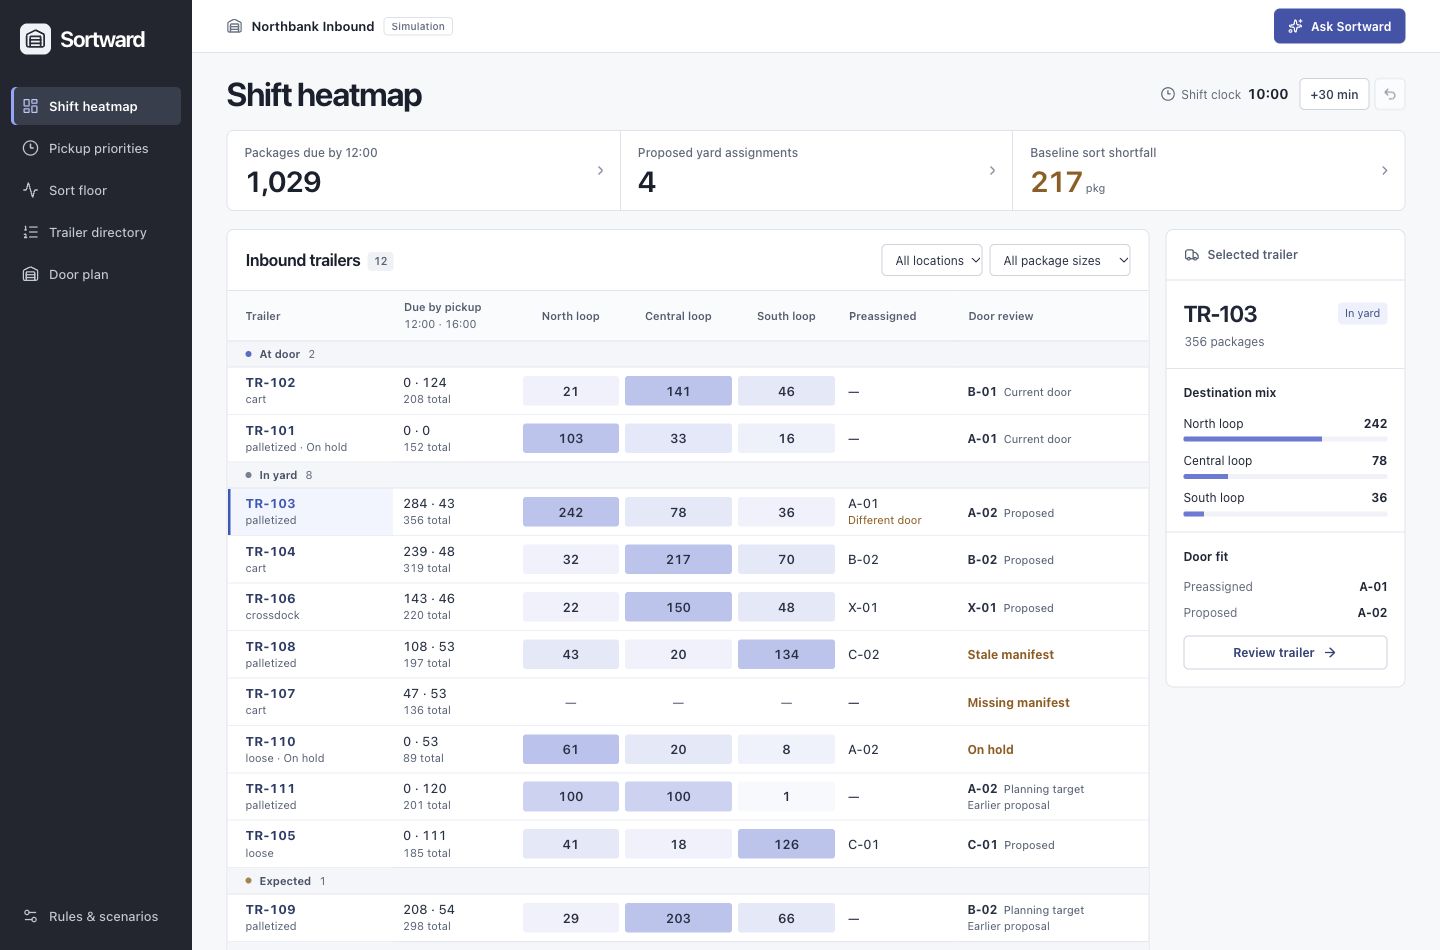 Sortward
Shift heatmap
Pickup priorities
Sort floor
Trailer directory
Door plan
Rules & scenarios
Northbank Inbound Simulation
Ask Sortward
Shift heatmap
Shift clock 10:00 +30 min
Packages due by 12:00
1,029
Proposed yard assignments
4
Baseline sort shortfall
217 pkg
Inbound trailers 12
All locations All package sizes
Trailer Due by pickup 12:00 · 16:00 North loop Central loop South loop Preassigned Door review
At door 2
TR-102 0 · 124 21 141 46 — B-01 Current door
cart 208 total
TR-101 0 · 0 103 33 16 — A-01 Current door
palletized · On hold 152 total
In yard 8
TR-103 284 · 43 242 78 36 A-01 A-02 Proposed
palletized 356 total Different door
TR-104 239 · 48 32 217 70 B-02 B-02 Proposed
cart 319 total
TR-106 143 · 46 22 150 48 X-01 X-01 Proposed
crossdock 220 total
TR-108 108 · 53 43 20 134 C-02 Stale manifest
palletized 197 total
TR-107 47 · 53 — — — — Missing manifest
cart 136 total
TR-110 0 · 53 61 20 8 A-02 On hold
loose · On hold 89 total
TR-111 0 · 120 100 100 1 — A-02 Planning target
palletized 201 total Earlier proposal
TR-105 0 · 111 41 18 126 C-01 C-01 Proposed
loose 185 total
Expected 1
TR-109 208 · 54 29 203 66 — B-02 Planning target
palletized 298 total Earlier proposal
Selected trailer
TR-103 In yard
356 packages
Destination mix
North loop 242
Central loop 78
South loop 36
Door fit
Preassigned A-01
Proposed A-02
Review trailer